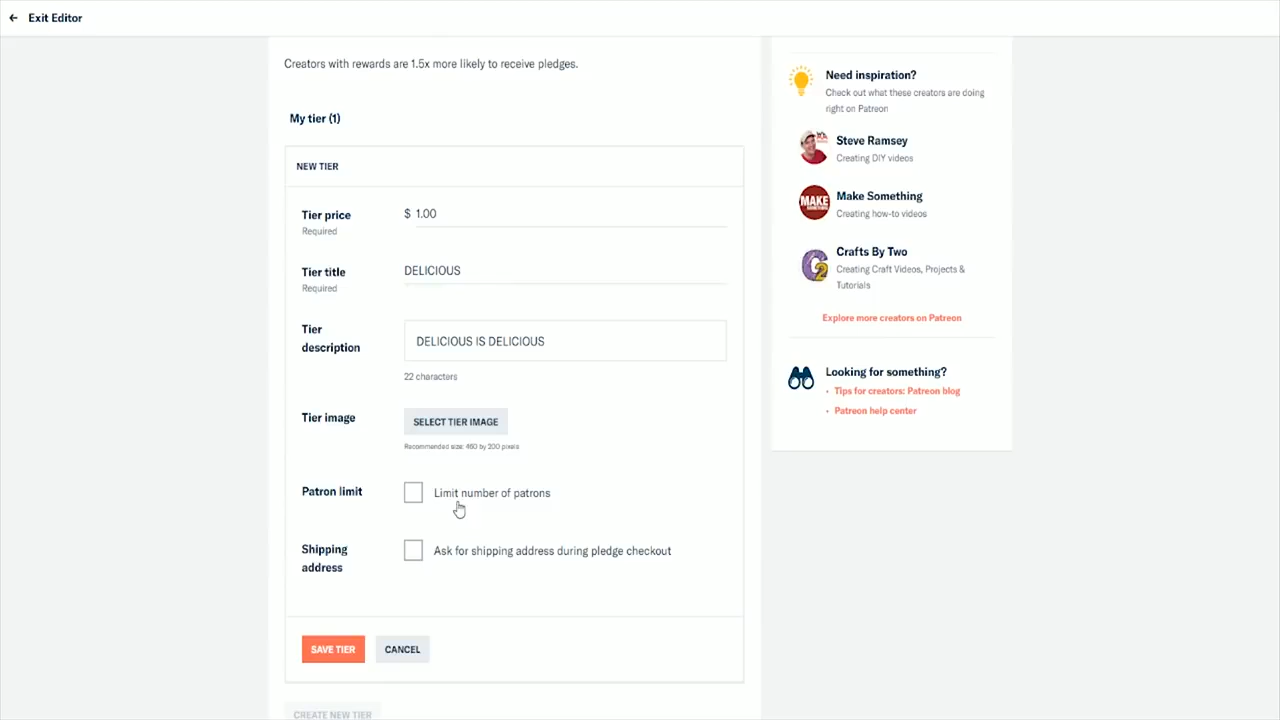 Exit Editor
Creators with rewards are 1.5x more likely to receive pledges.
My tier (1)
NEW TIER
Tier price
Required
$ 1.00
Tier title
Required
DELICIOUS
Tier
description
DELICIOUS IS DELICIOUS
22 characters
Tier image
SELECT TIER IMAGE
Recommended size: 460 by 200 pixels
Patron limit
Limit number of patrons
Shipping
address
Ask for shipping address during pledge checkout
SAVE TIER
CANCEL
CREATE NEW TIER
Need inspiration?
Check out what these creators are doing
right on Patreon
Steve Ramsey
Creating DIY videos
MAKE
SOMETHING
Make Something
Creating how-to videos
C2
Crafts By Two
Creating Craft Videos, Projects &
Tutorials
Explore more creators on Patreon
Looking for something?
Tips for creators: Patreon blog
Patreon help center